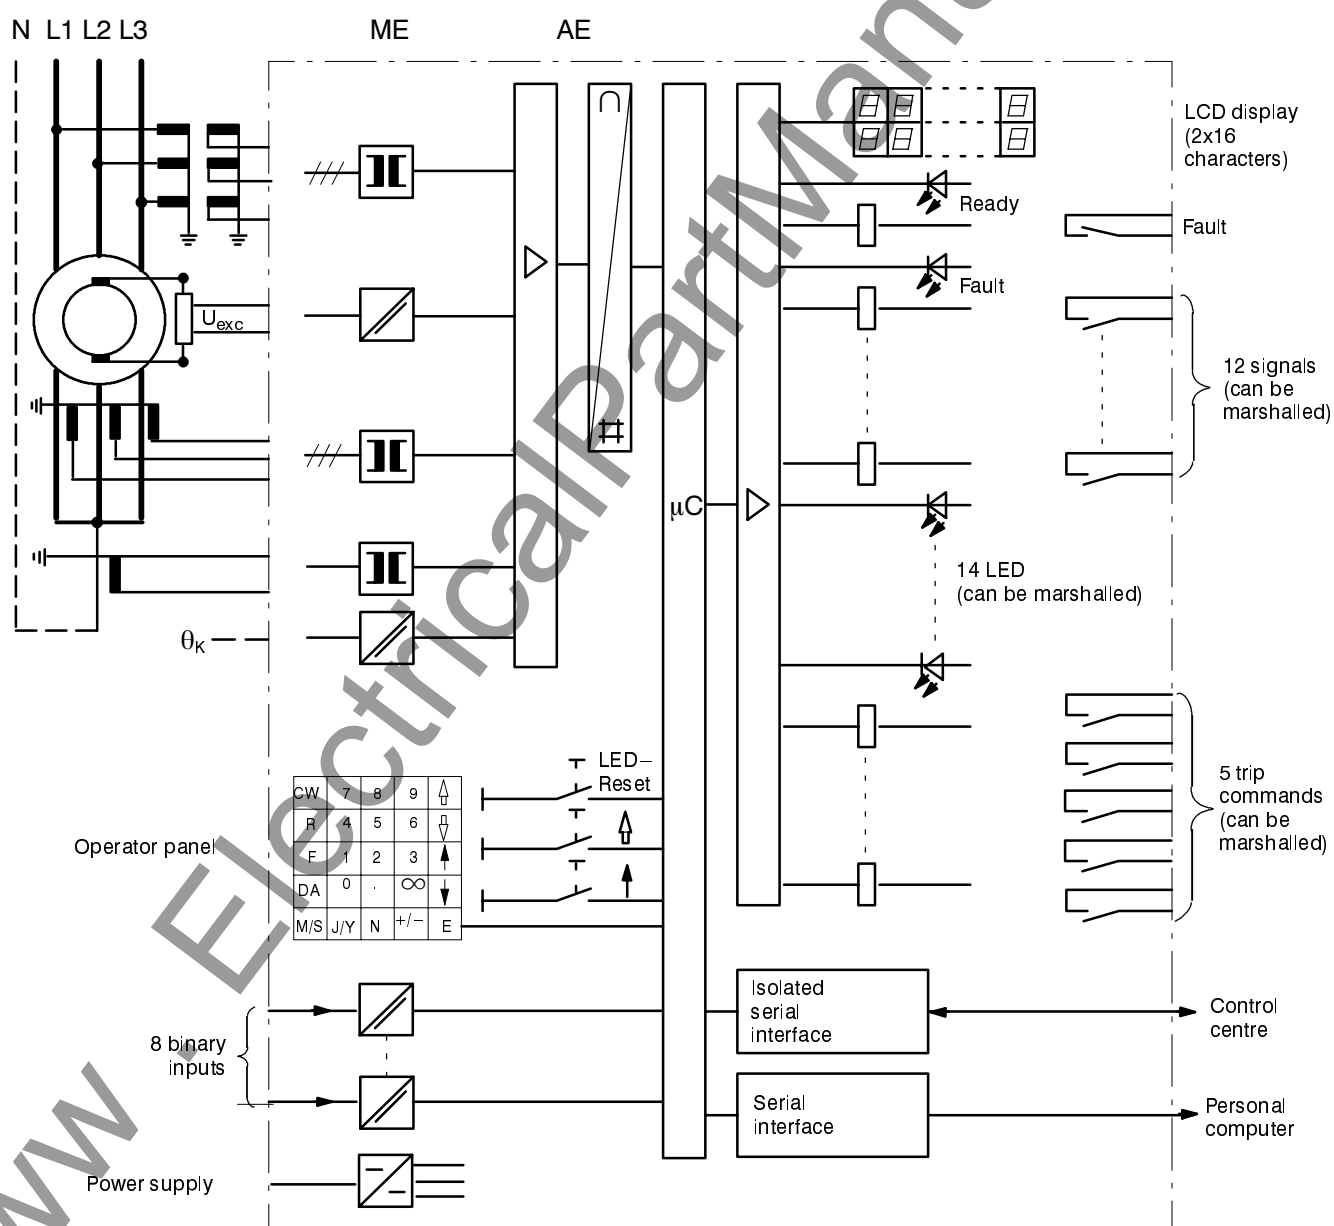 N L1 L2 L3 ME AE
LCD display
(2x16
characters)
Ready
Fault
Fault
Uexc
12 signals
(can be
marshalled)
µC
14 LED
(can be marshalled)
θK
LED–
Reset
5 trip
commands
(can be
marshalled)
Operator panel
CW 7 8 9
R 4 5 6
F 1 2 3
DA 0 . ∞
M/S J/Y N +/– E
Isolated
serial
interface
Control
centre
8 binary
inputs
Serial
interface
Personal
computer
Power supply
www.ElectricalPartManu